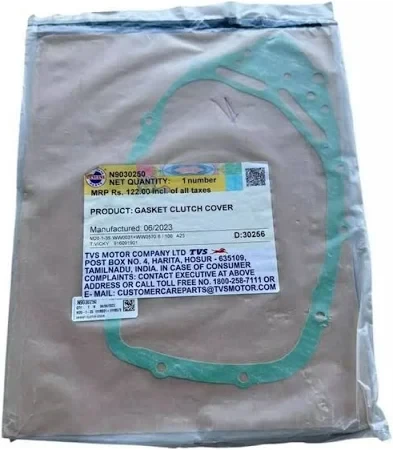 N9030250
NET QUANTITY: 1 number
MRP Rs. 122.00 incl. of all taxes
PRODUCT: GASKET CLUTCH COVER
Manufactured: 06/2023
D:30256
TVS MOTOR COMPANY LTD TVS
POST BOX NO. 4, HARITA, HOSUR - 635109,
TAMILNADU, INDIA. IN CASE OF CONSUMER
COMPLAINTS: CONTACT EXECUTIVE AT ABOVE
ADDRESS OR CALL TOLL FREE NO. 1800-258-7111 OR
E-MAIL: CUSTOMERCAREPARTS@TVSMOTOR.COM
N9030250